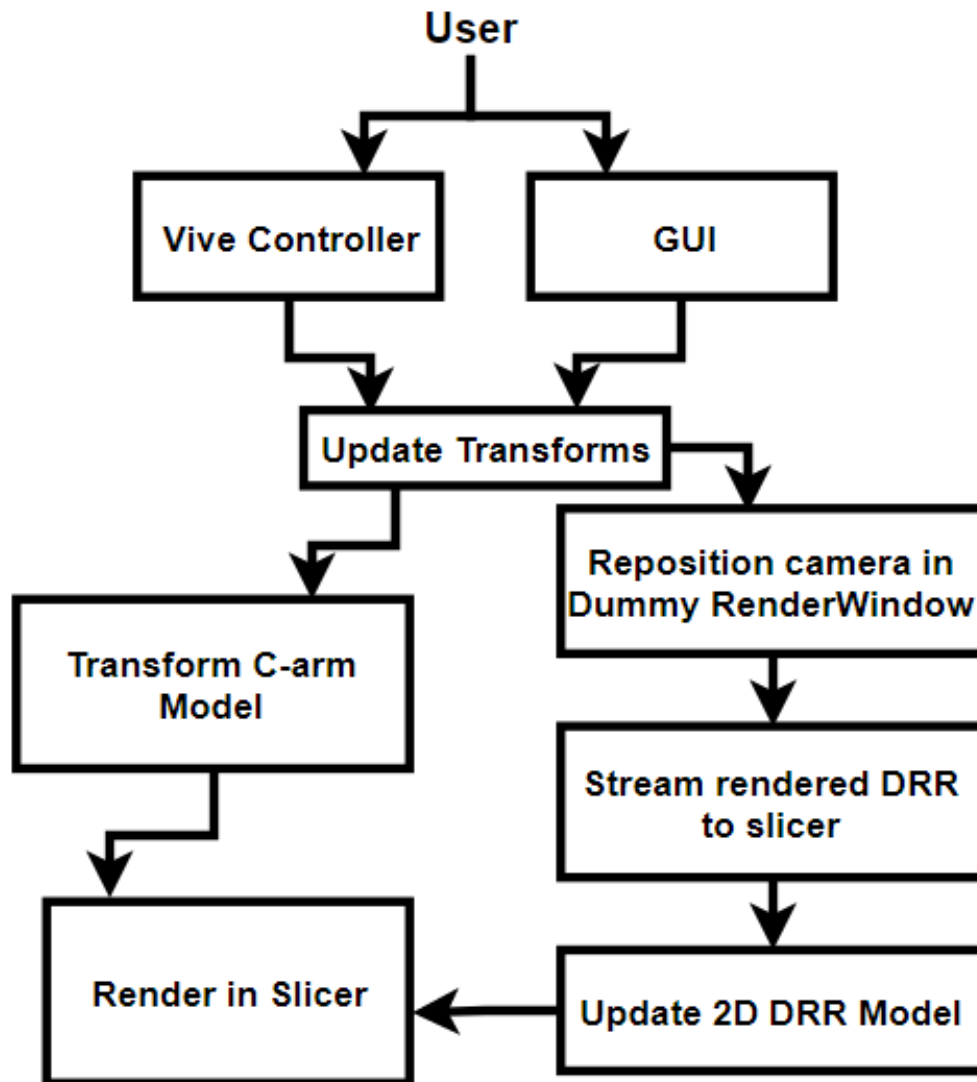 User
Vive Controller
GUI
Update Transforms
Reposition camera in
Dummy RenderWindow
Transform C-arm
Model
Stream rendered DRR
to slicer
Render in Slicer
Update 2D DRR Model